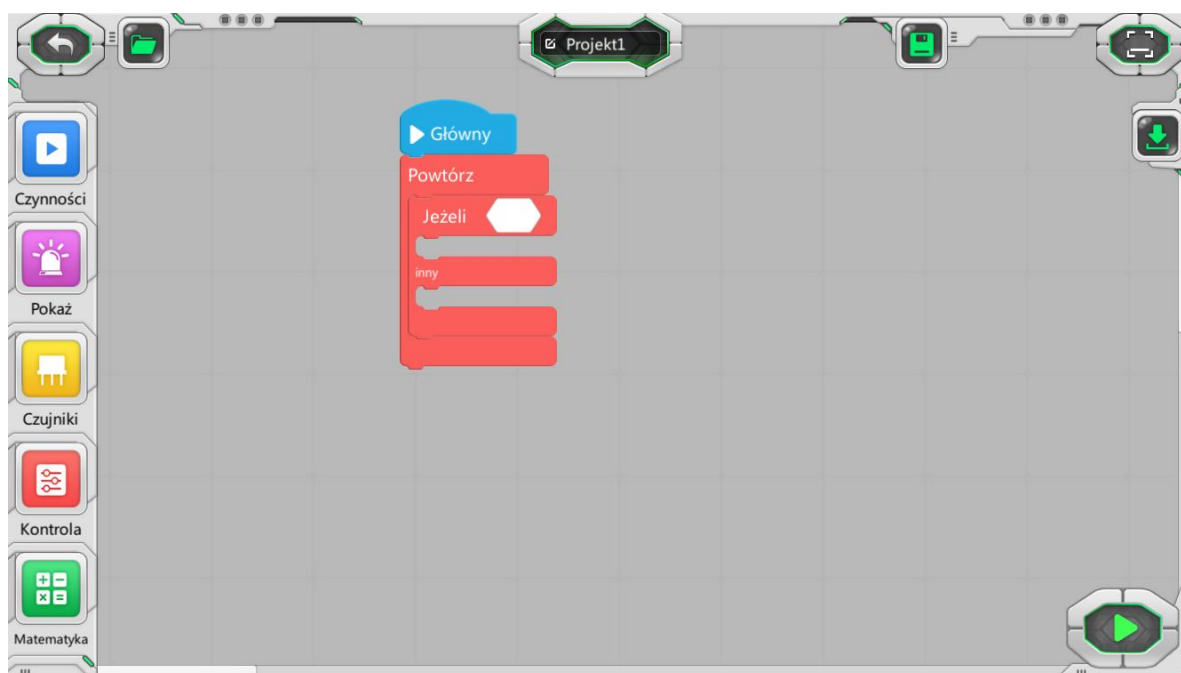 Projekt1
Główny
Powtórz
Jeżeli
inny
Czynności
Pokaż
Czujniki
Kontrola
Matematyka